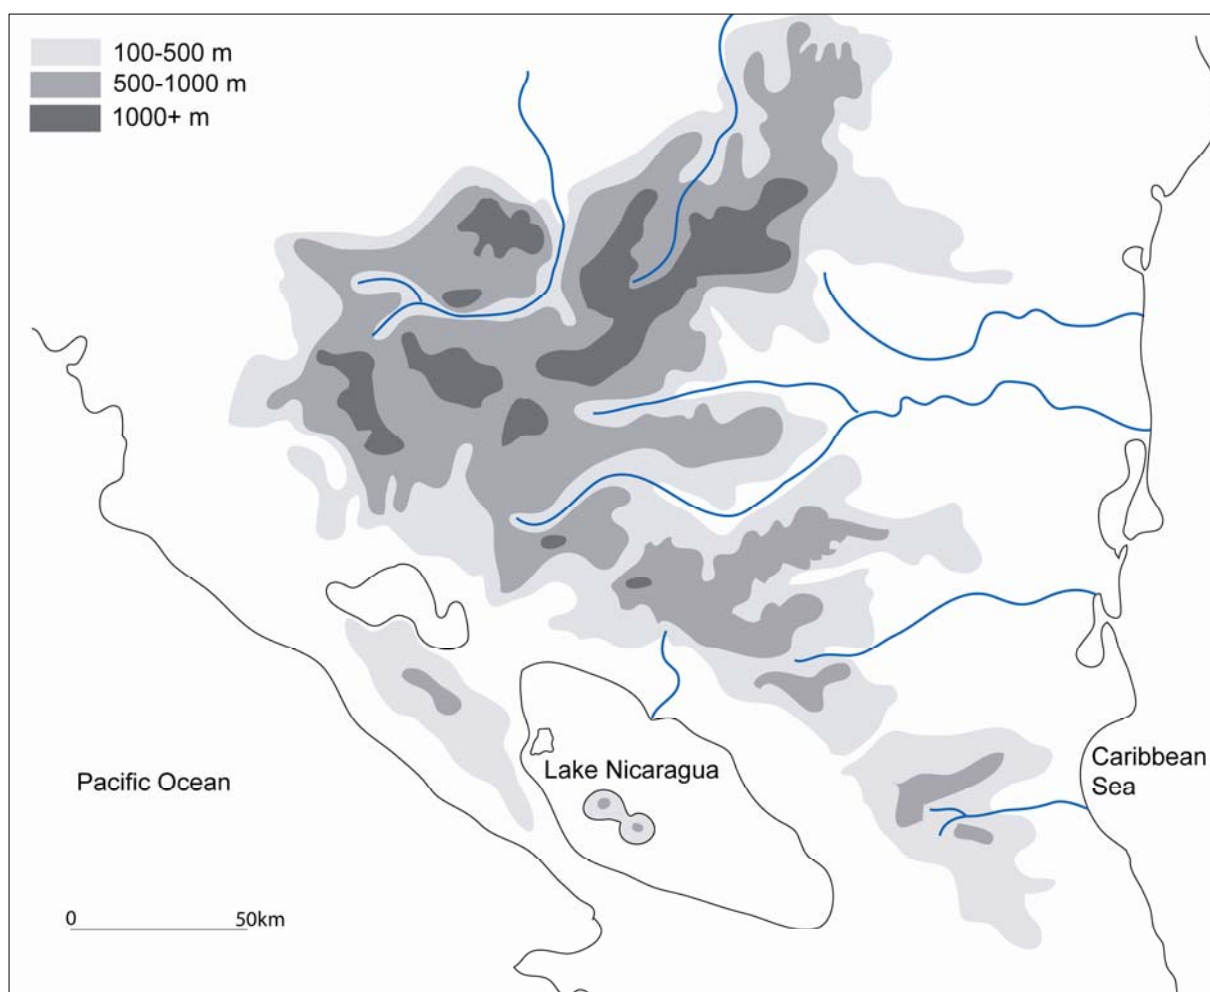 100-500 m
500-1000 m
1000+ m
Pacific Ocean
Lake Nicaragua
Caribbean
Sea
0 50km